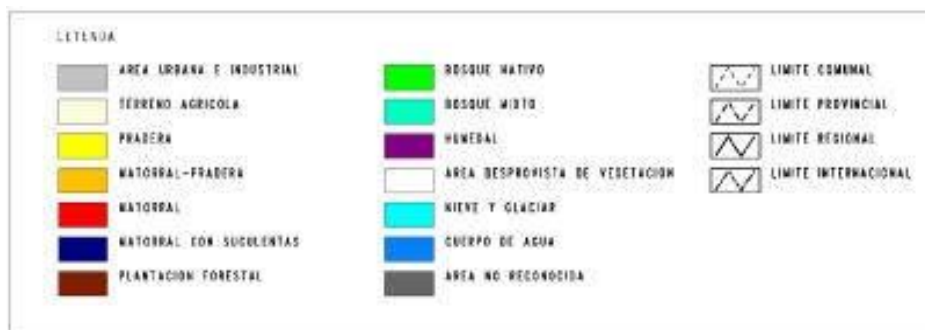 LEYENDA
AREA URBANA E INDUSTRIAL
TERRENO AGRICOLA
PRADERA
MATORRAL-PRADERA
MATORRAL
MATORRAL CON SUCULENTAS
PLANTACION FORESTAL
BOSQUE NATIVO
BOSQUE MIXTO
HUMEDAL
AREA DESPROVISTA DE VEGETACION
NIEVE Y GLACIAR
CUERPO DE AGUA
AREA NO RECONOCIDA
LIMITE COMUNAL
LIMITE PROVINCIAL
LIMITE REGIONAL
LIMITE INTERNACIONAL